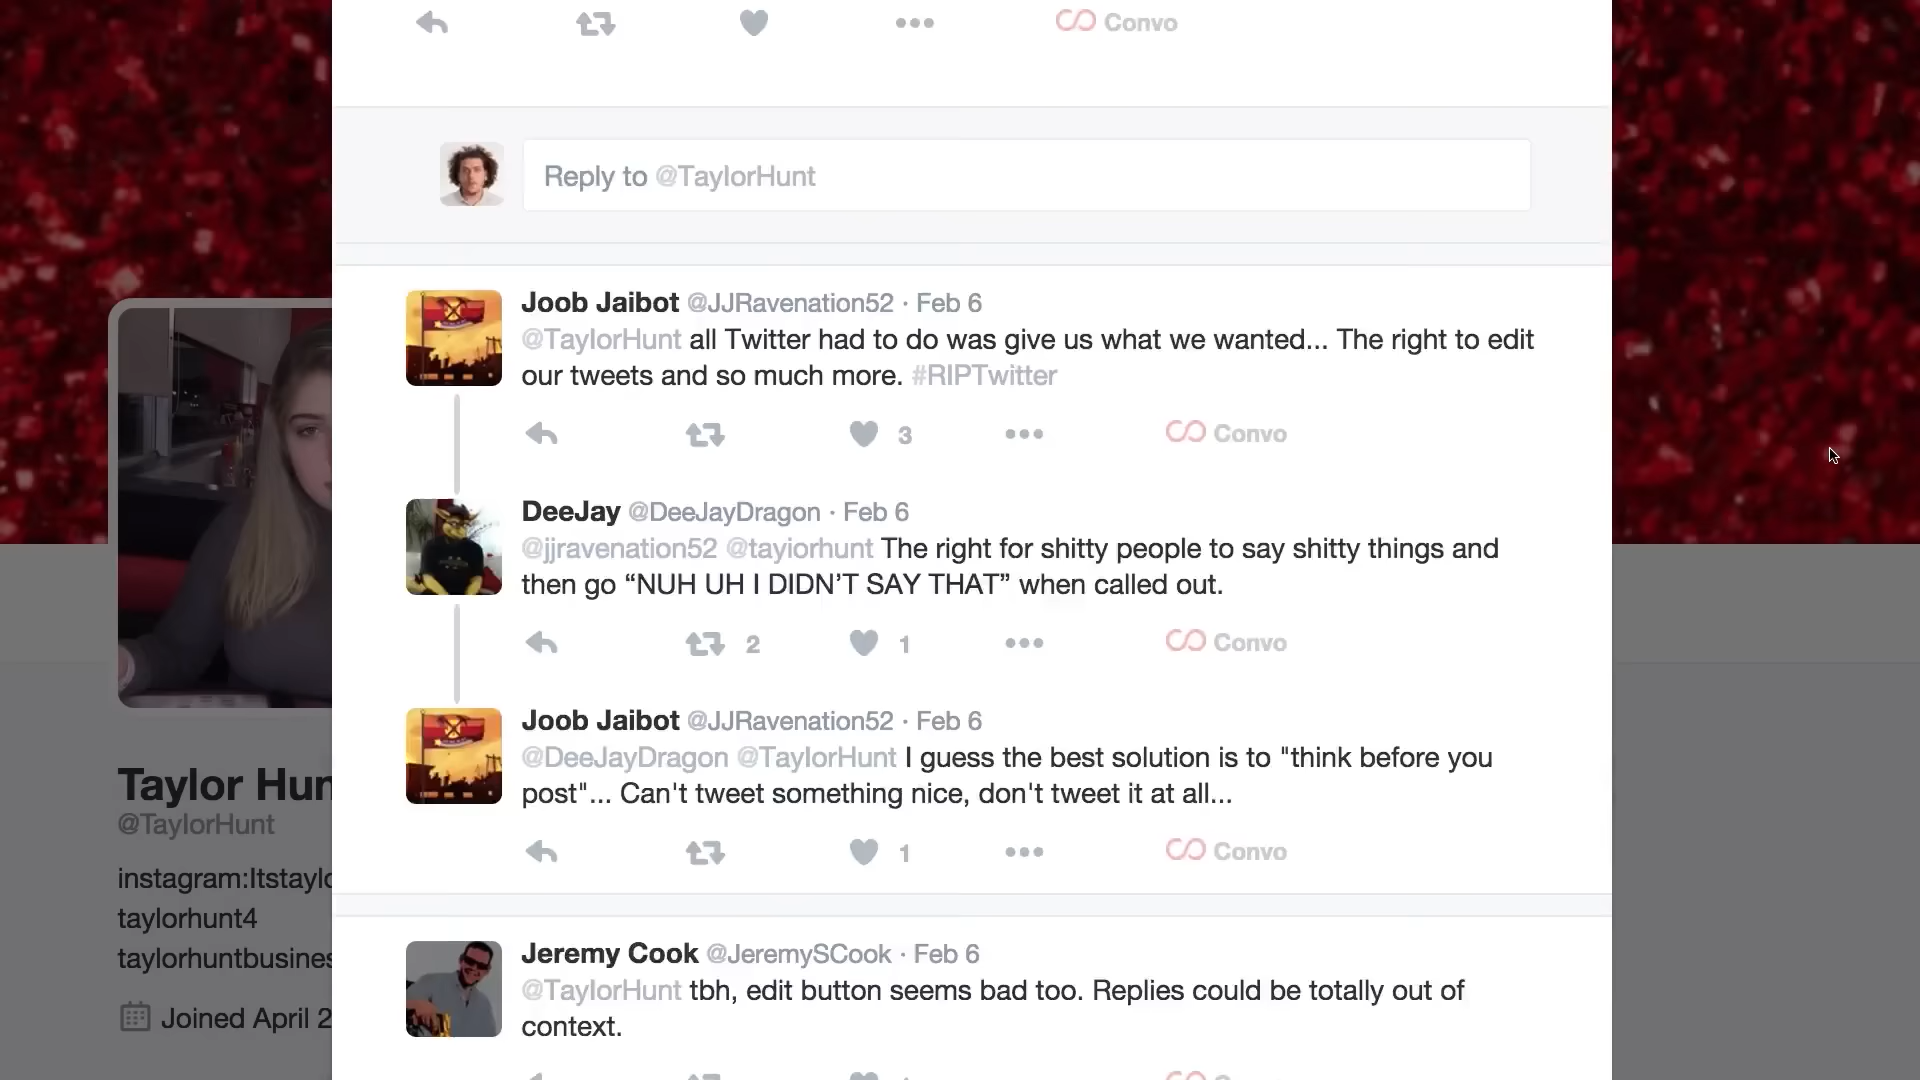 Convo
Reply to @TaylorHunt
Joob Jaibot @JJRavenation52 · Feb 6
@TaylorHunt all Twitter had to do was give us what we wanted... The right to edit
our tweets and so much more. #RIPTwitter
3
Convo
DeeJay @DeeJayDragon · Feb 6
@jjravenation52 @taylorhunt The right for shitty people to say shitty things and
then go “NUH UH I DIDN’T SAY THAT” when called out.
2 1
Convo
Joob Jaibot @JJRavenation52 · Feb 6
@DeeJayDragon @TaylorHunt I guess the best solution is to "think before you
post"... Can't tweet something nice, don't tweet it at all...
1
Convo
Jeremy Cook @JeremySCook · Feb 6
@TaylorHunt tbh, edit button seems bad too. Replies could be totally out of
context.
Taylor Hun
@TaylorHunt
instagram:Itstaylo
taylorhunt4
taylorhuntbusines
Joined April 2